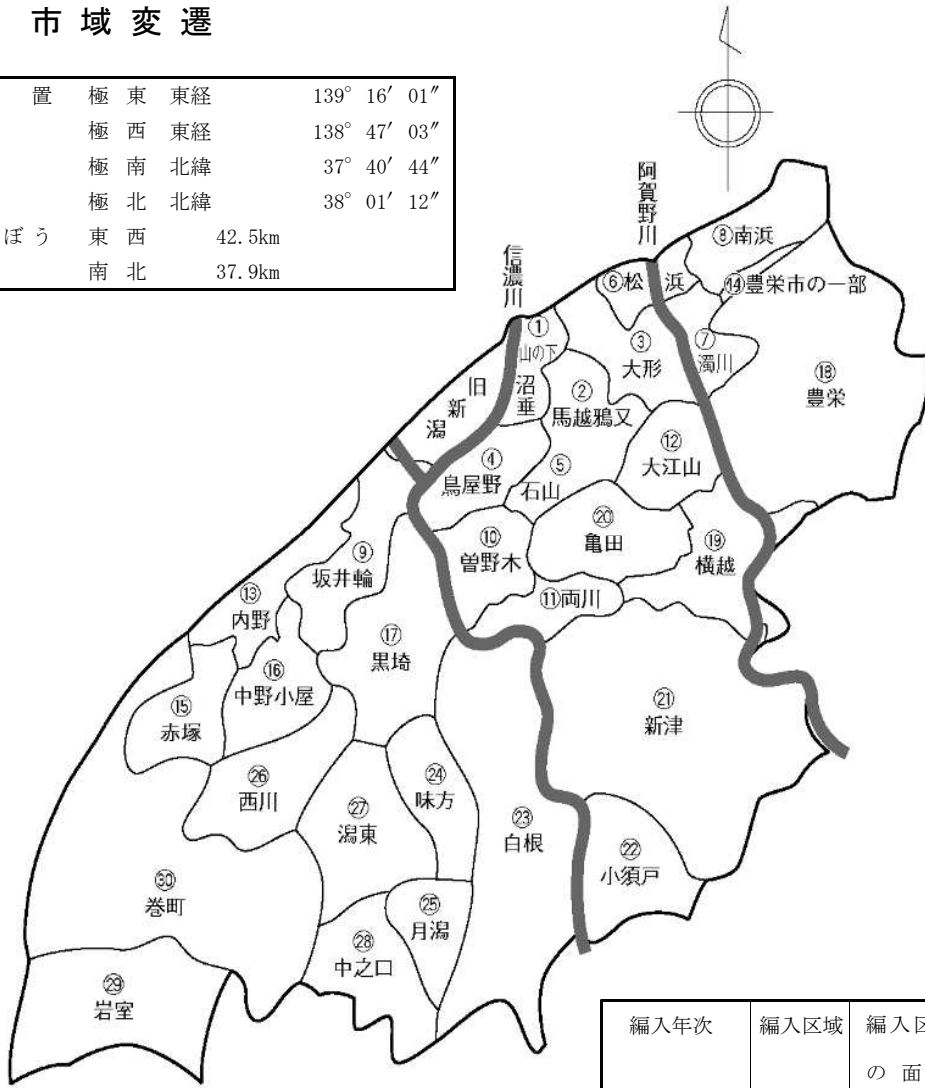 市域変遷
置 極東 東経 139° 16′ 01″
極西 東経 138° 47′ 03″
極南 北緯 37° 40′ 44″
極北 北緯 38° 01′ 12″
ぼう 東西 42.5km
南北 37.9km
阿賀野川
信濃川
⑧南浜
⑥松浜
⑭豊栄市の一部
①
山の下
③
大形
⑦
濁川
⑱
豊栄
旧新潟
沼垂
②
馬越鴉又
⑫
大江山
④
鳥屋野
⑤
石山
⑳
亀田
⑲
横越
⑩
曽野木
⑨
坂井輪
⑪両川
⑬
内野
⑰
黒埼
⑯
中野小屋
⑮
赤塚
㉑
新津
㉖
西川
㉔
味方
㉗
潟東
㉓
白根
㉒
小須戸
㉚
巻町
㉕
月潟
㉘
中之口
㉙
岩室
編入年次 編入区域 編入区
の面